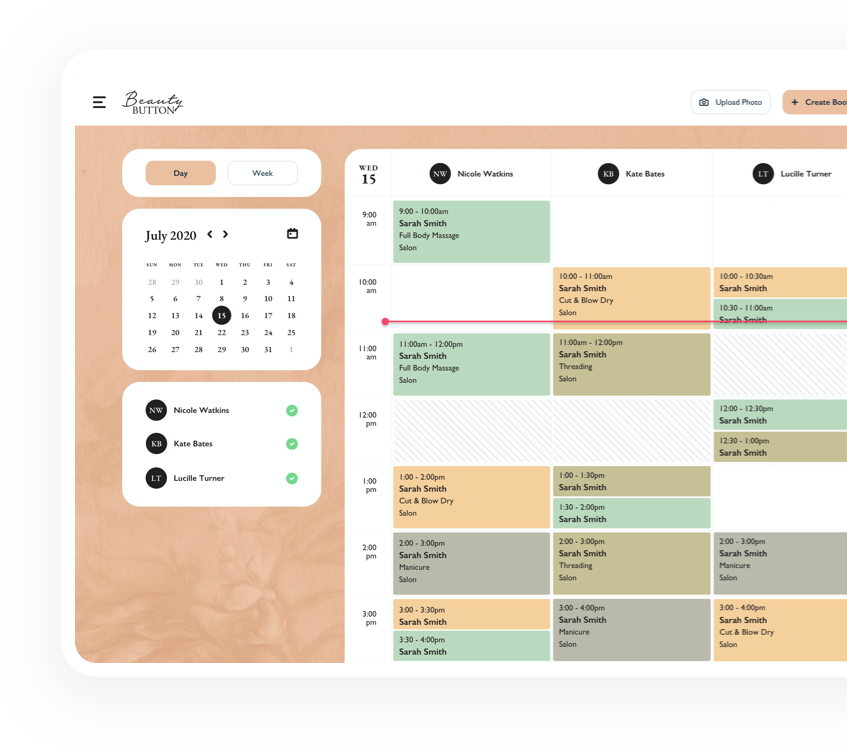 Beauty
BUTTON
Upload Photo
+ Create Boo
Day
Week
July 2020
SUN MON TUE WED THU FRI SAT
28 29 30 1 2 3 4
5 6 7 8 9 10 11
12 13 14 15 16 17 18
19 20 21 22 23 24 25
26 27 28 29 30 31 1
NW Nicole Watkins
KB Kate Bates
LT Lucille Turner
WED
15
NW Nicole Watkins
KB Kate Bates
LT Lucille Turner
9:00
am
9:00 - 10:00am
Sarah Smith
Full Body Massage
Salon
10:00
am
10:00 - 11:00am
Sarah Smith
Cut & Blow Dry
Salon
10:00 - 10:30am
Sarah Smith
10:30 - 11:00am
Sarah Smith
11:00
am
11:00am - 12:00pm
Sarah Smith
Full Body Massage
Salon
11:00am - 12:00pm
Sarah Smith
Threading
Salon
12:00
pm
12:00 - 12:30pm
Sarah Smith
12:30 - 1:00pm
Sarah Smith
1:00
pm
1:00 - 2:00pm
Sarah Smith
Cut & Blow Dry
Salon
1:00 - 1:30pm
Sarah Smith
1:30 - 2:00pm
Sarah Smith
2:00
pm
2:00 - 3:00pm
Sarah Smith
Manicure
Salon
2:00 - 3:00pm
Sarah Smith
Threading
Salon
2:00 - 3:00pm
Sarah Smith
Manicure
Salon
3:00
pm
3:00 - 3:30pm
Sarah Smith
3:30 - 4:00pm
Sarah Smith
3:00 - 4:00pm
Sarah Smith
Manicure
Salon
3:00 - 4:00pm
Sarah Smith
Cut & Blow Dry
Salon